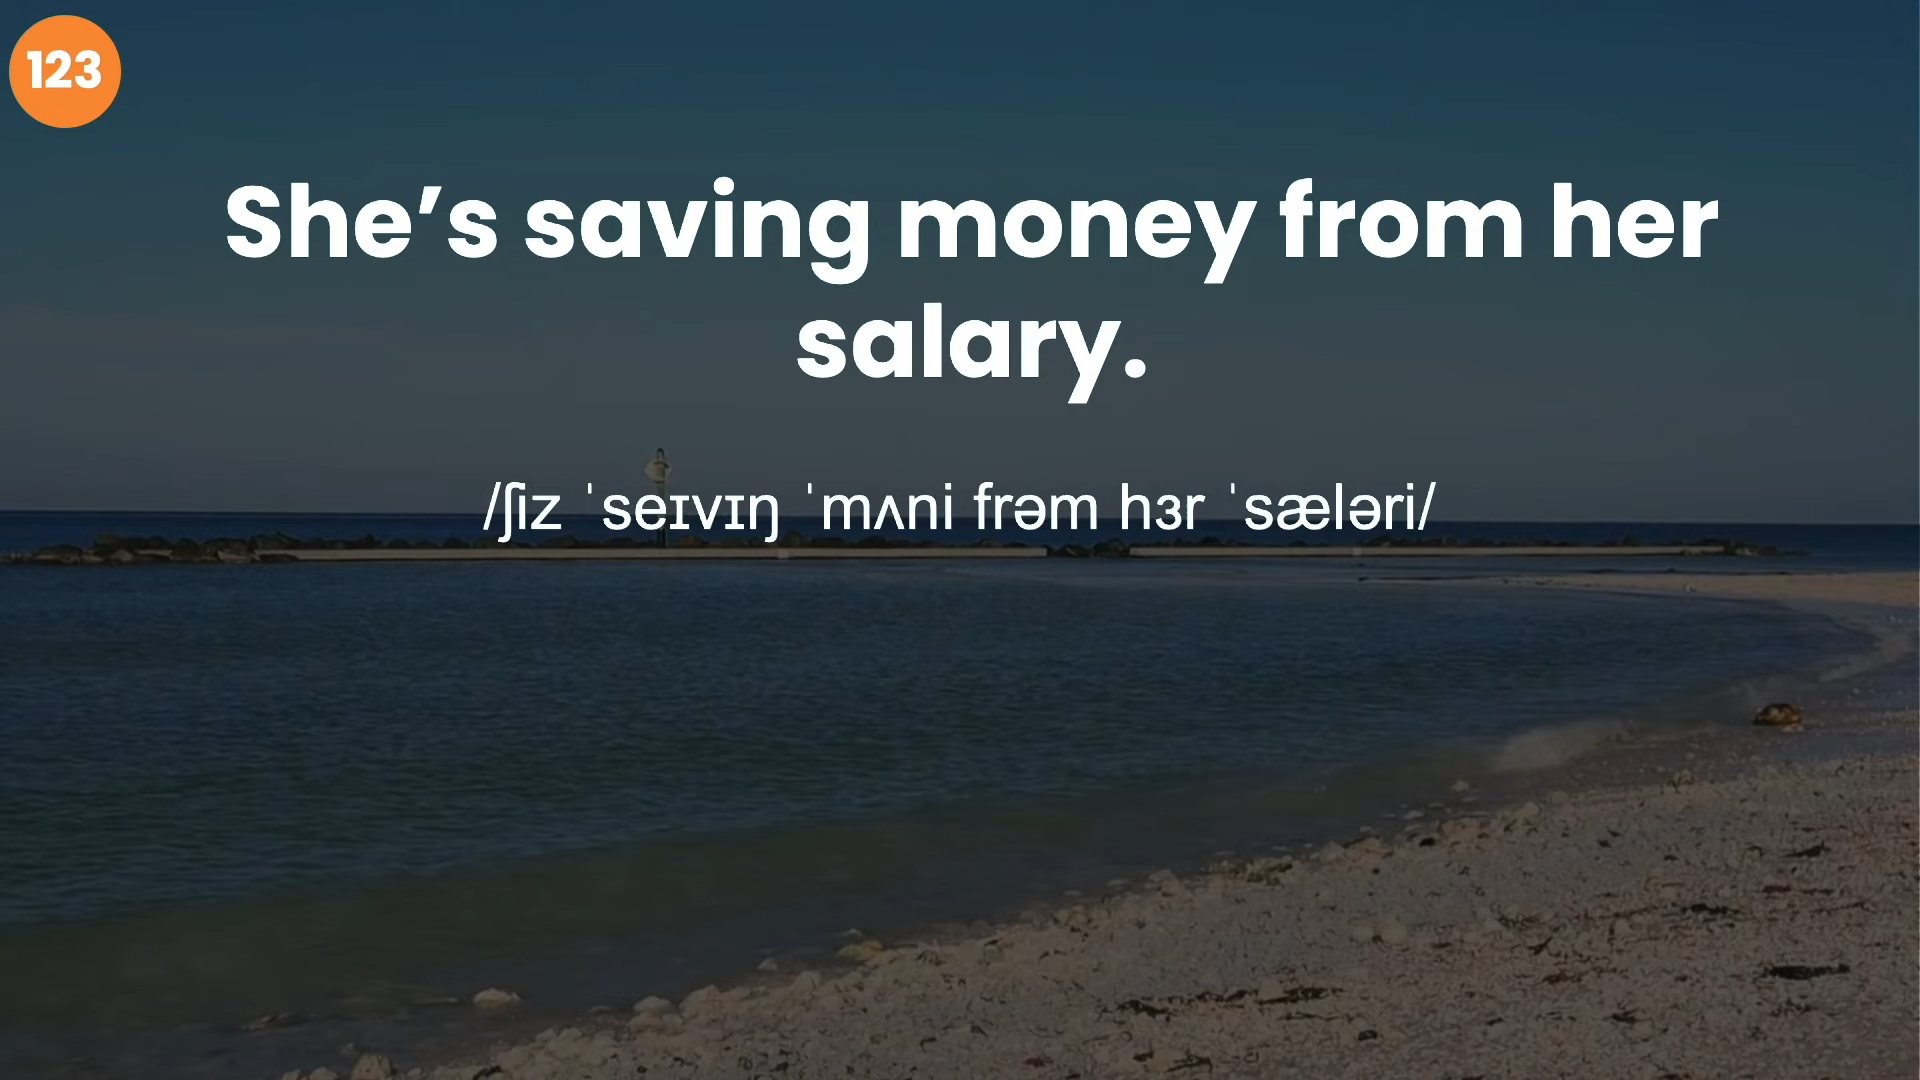 123
She’s saving money from her
salary.
/ʃiz ˈseɪvɪŋ ˈmʌni frəm hɜr ˈsæləri/